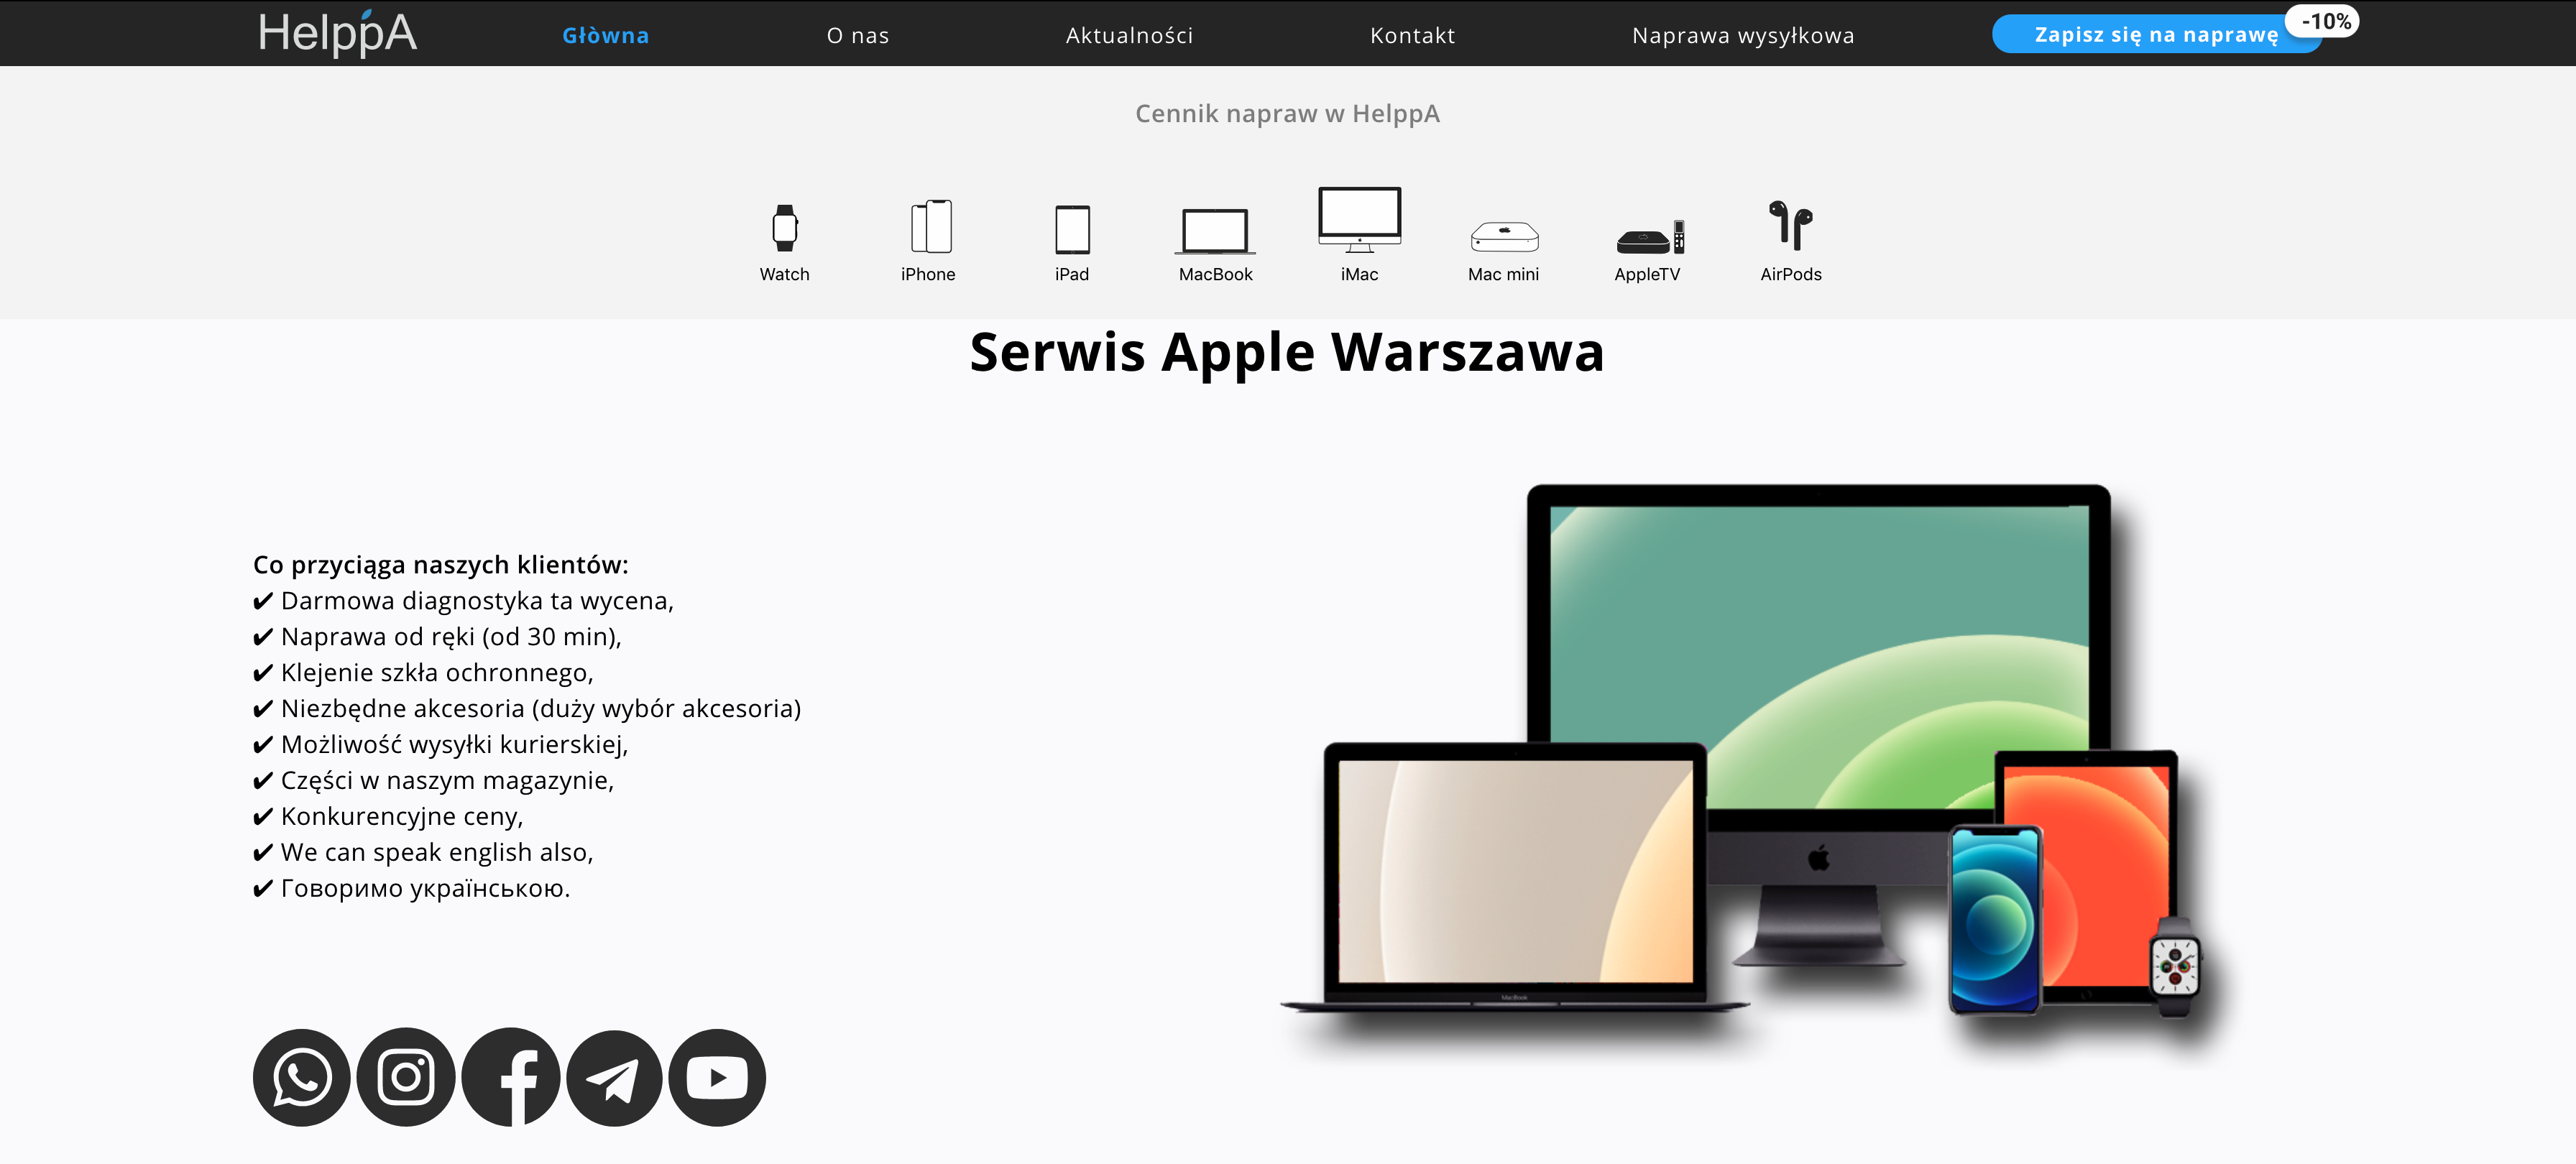 HelppA
Głòwna
O nas
Aktualności
Kontakt
Naprawa wysyłkowa
Zapisz się na naprawę
-10%
Cennik napraw w HelppA
Watch
iPhone
iPad
MacBook
iMac
Mac mini
AppleTV
AirPods
Serwis Apple Warszawa
Co przyciąga naszych klientów:
✔ Darmowa diagnostyka ta wycena,
✔ Naprawa od ręki (od 30 min),
✔ Klejenie szkła ochronnego,
✔ Niezbędne akcesoria (duży wybór akcesoria)
✔ Możliwość wysyłki kurierskiej,
✔ Części w naszym magazynie,
✔ Konkurencyjne ceny,
✔ We can speak english also,
✔ Говоримо українською.
MacBook